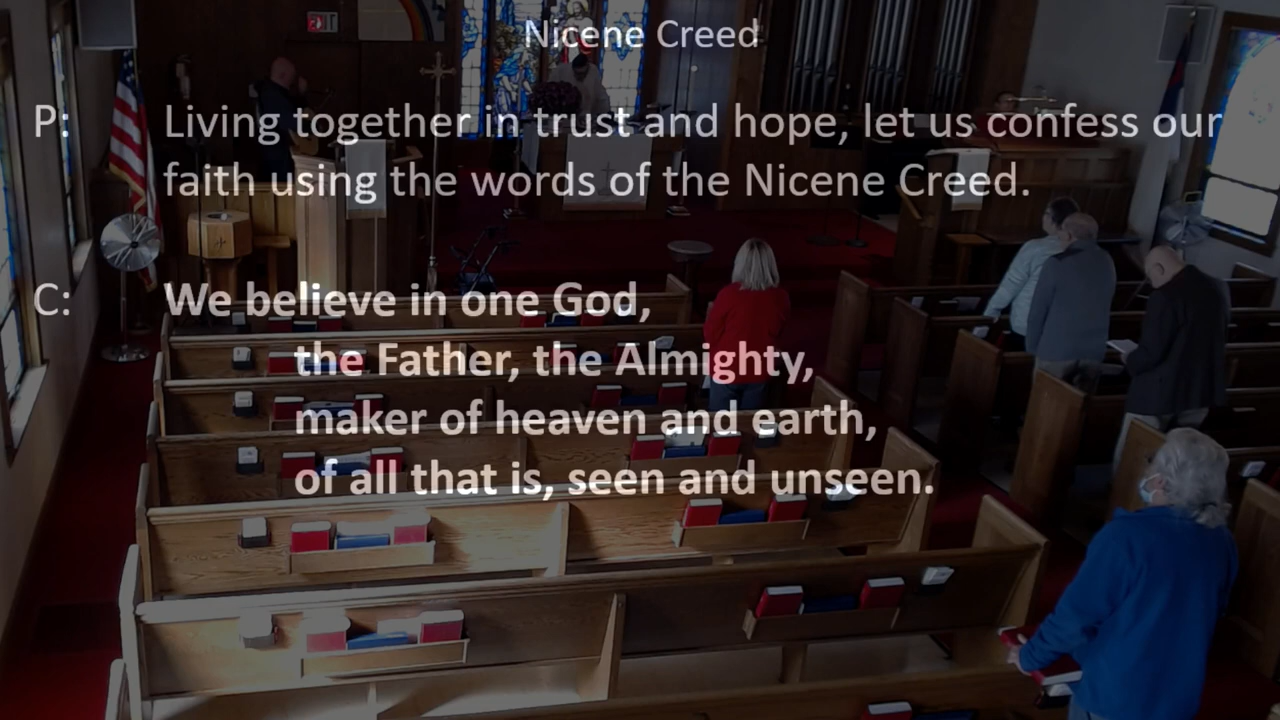 Nicene Creed
P: Living together in trust and hope, let us confess our
faith using the words of the Nicene Creed.
C: We believe in one God,
the Father, the Almighty,
maker of heaven and earth,
of all that is, seen and unseen.